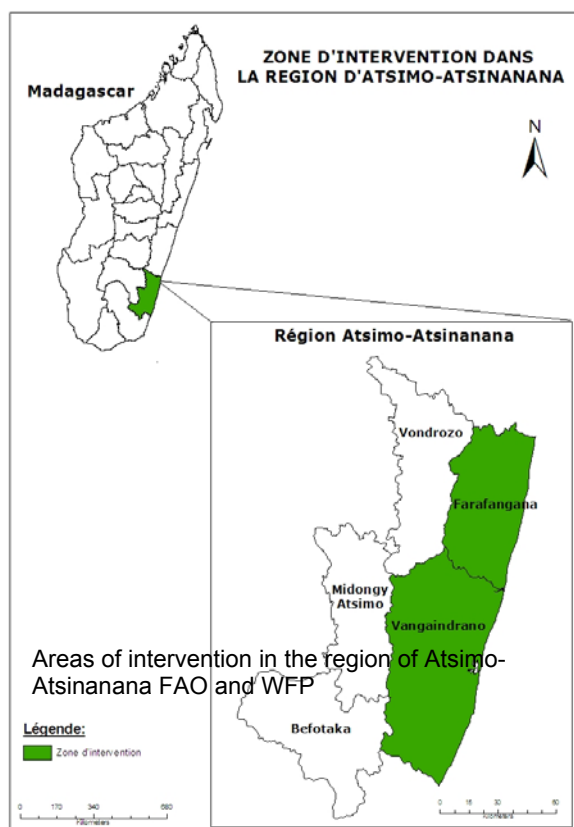 ZONE D'INTERVENTION DANS
LA REGION D'ATSIMO-ATSINANANA
Madagascar
N
Région Atsimo-Atsinanana
Vondrozo
Farafangana
Midongy
Atsimo
Vangaindrano
Areas of intervention in the region of Atsimo-
Atsinanana FAO and WFP
Befotaka
Légende:
Zone d'intervention
0 170 340 680
Kilometers
0 15 30 60
Kilometers